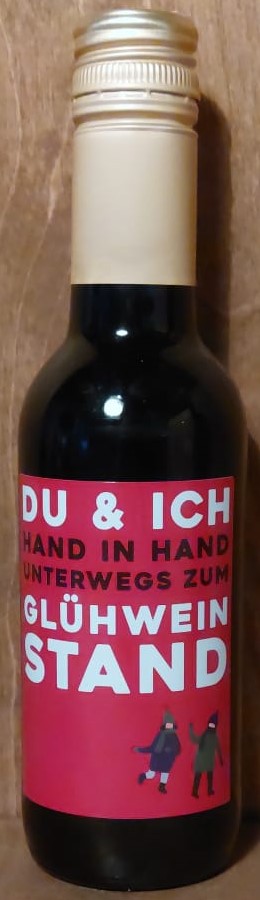 DU & ICH
HAND IN HAND
UNTERWEGS ZUM
GLÜHWEIN
STAND